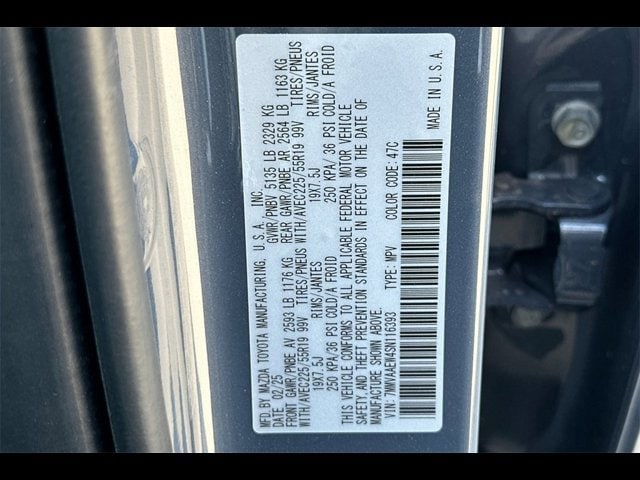 MFD. BY MAZDA TOYOTA MANUFACTURING, U.S.A., INC.
DATE: 02/25 GVWR/PNBV 5135 LB 2329 KG
FRONT GAWR/PNBE AV 2593 LB 1176 KG REAR GAWR/PNBE AR 2564 LB 1163 KG
WITH/AVEC225/55R19 99V TIRES/PNEUS WITH/AVEC225/55R19 99V TIRES/PNEUS
19X7.5J RIMS/JANTES 19X7.5J RIMS/JANTES
250 KPA/36 PSI COLD/A FROID 250 KPA/ 36 PSI COLD/A FROID
THIS VEHICLE CONFORMS TO ALL APPLICABLE FEDERAL MOTOR VEHICLE
SAFETY, AND THEFT PREVENTION STANDARDS IN EFFECT ON THE DATE OF
MANUFACTURE SHOWN ABOVE.
VIN: 7MMVAAEW4SN116393 TYPE: MPV COLOR CODE: 47C
MADE IN U.S.A.